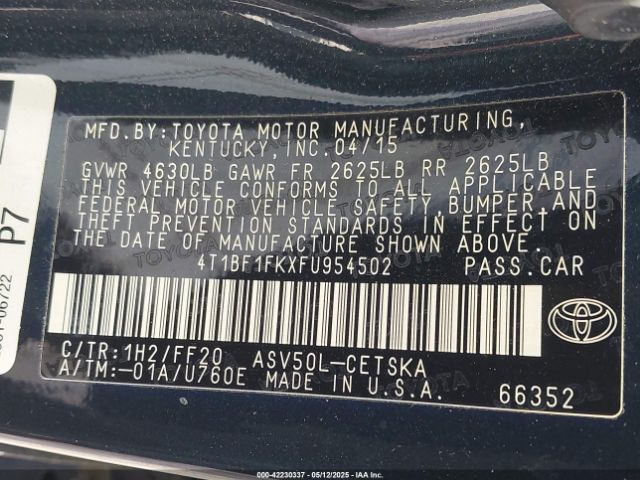 MFD. BY: TOYOTA MOTOR MANUFACTURING,
KENTUCKY, INC. 04/15
GVWR 4630LB GAWR FR 2625LB RR 2625LB
THIS VEHICLE CONFORMS TO ALL APPLICABLE
FEDERAL MOTOR VEHICLE SAFETY, BUMPER, AND
THEFT PREVENTION STANDARDS IN EFFECT ON
THE DATE OF MANUFACTURE SHOWN ABOVE.
4T1BF1FKXFU954502 PASS. CAR
C/TR: 1H2/FF20 ASV50L-CETSKA
A/TM: -01A/U760E MADE IN U.S.A.
66352
TOYOTA
P7
06722
© 000-42230337 - 05/12/2025 - IAA, Inc.